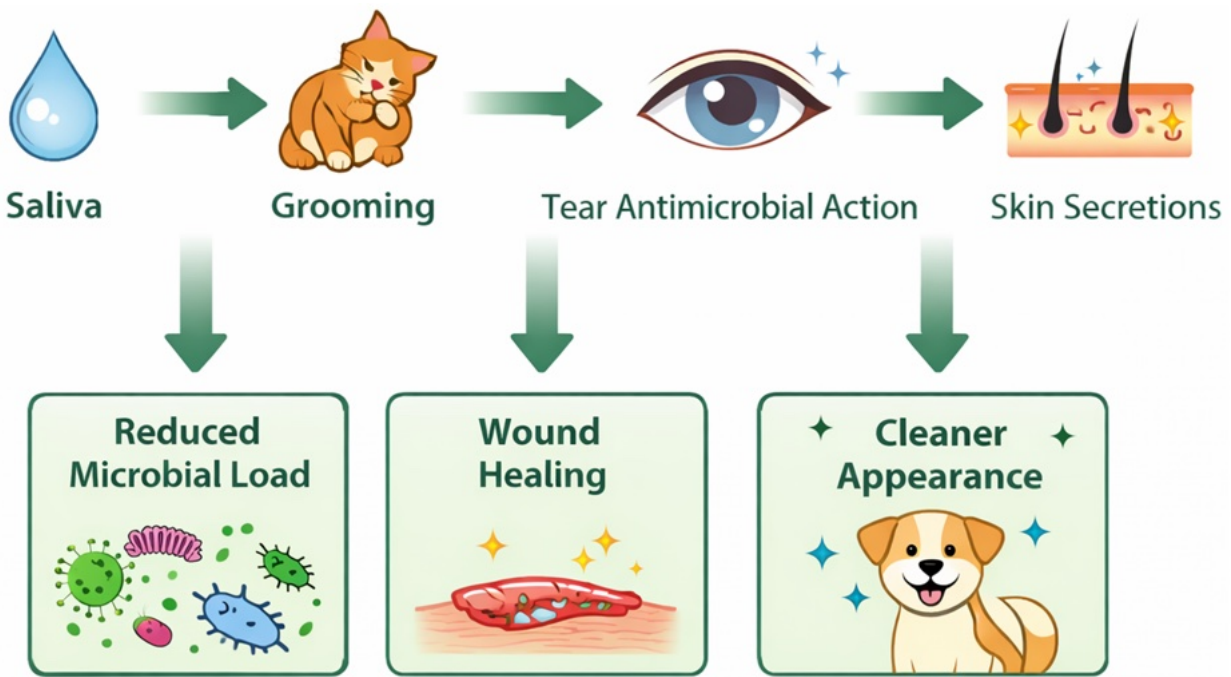 Saliva
Grooming
Tear Antimicrobial Action
Skin Secretions
Reduced
Microbial Load
Wound
Healing
Cleaner
Appearance